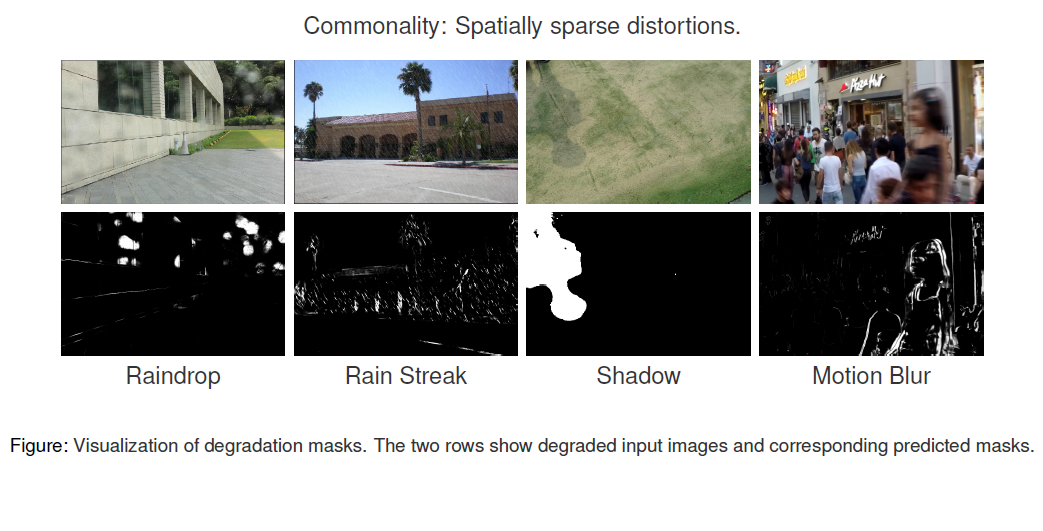 Commonality: Spatially sparse distortions.
Pizza Hut
Raindrop
Rain Streak
Shadow
Motion Blur
Figure: Visualization of degradation masks. The two rows show degraded input images and corresponding predicted masks.